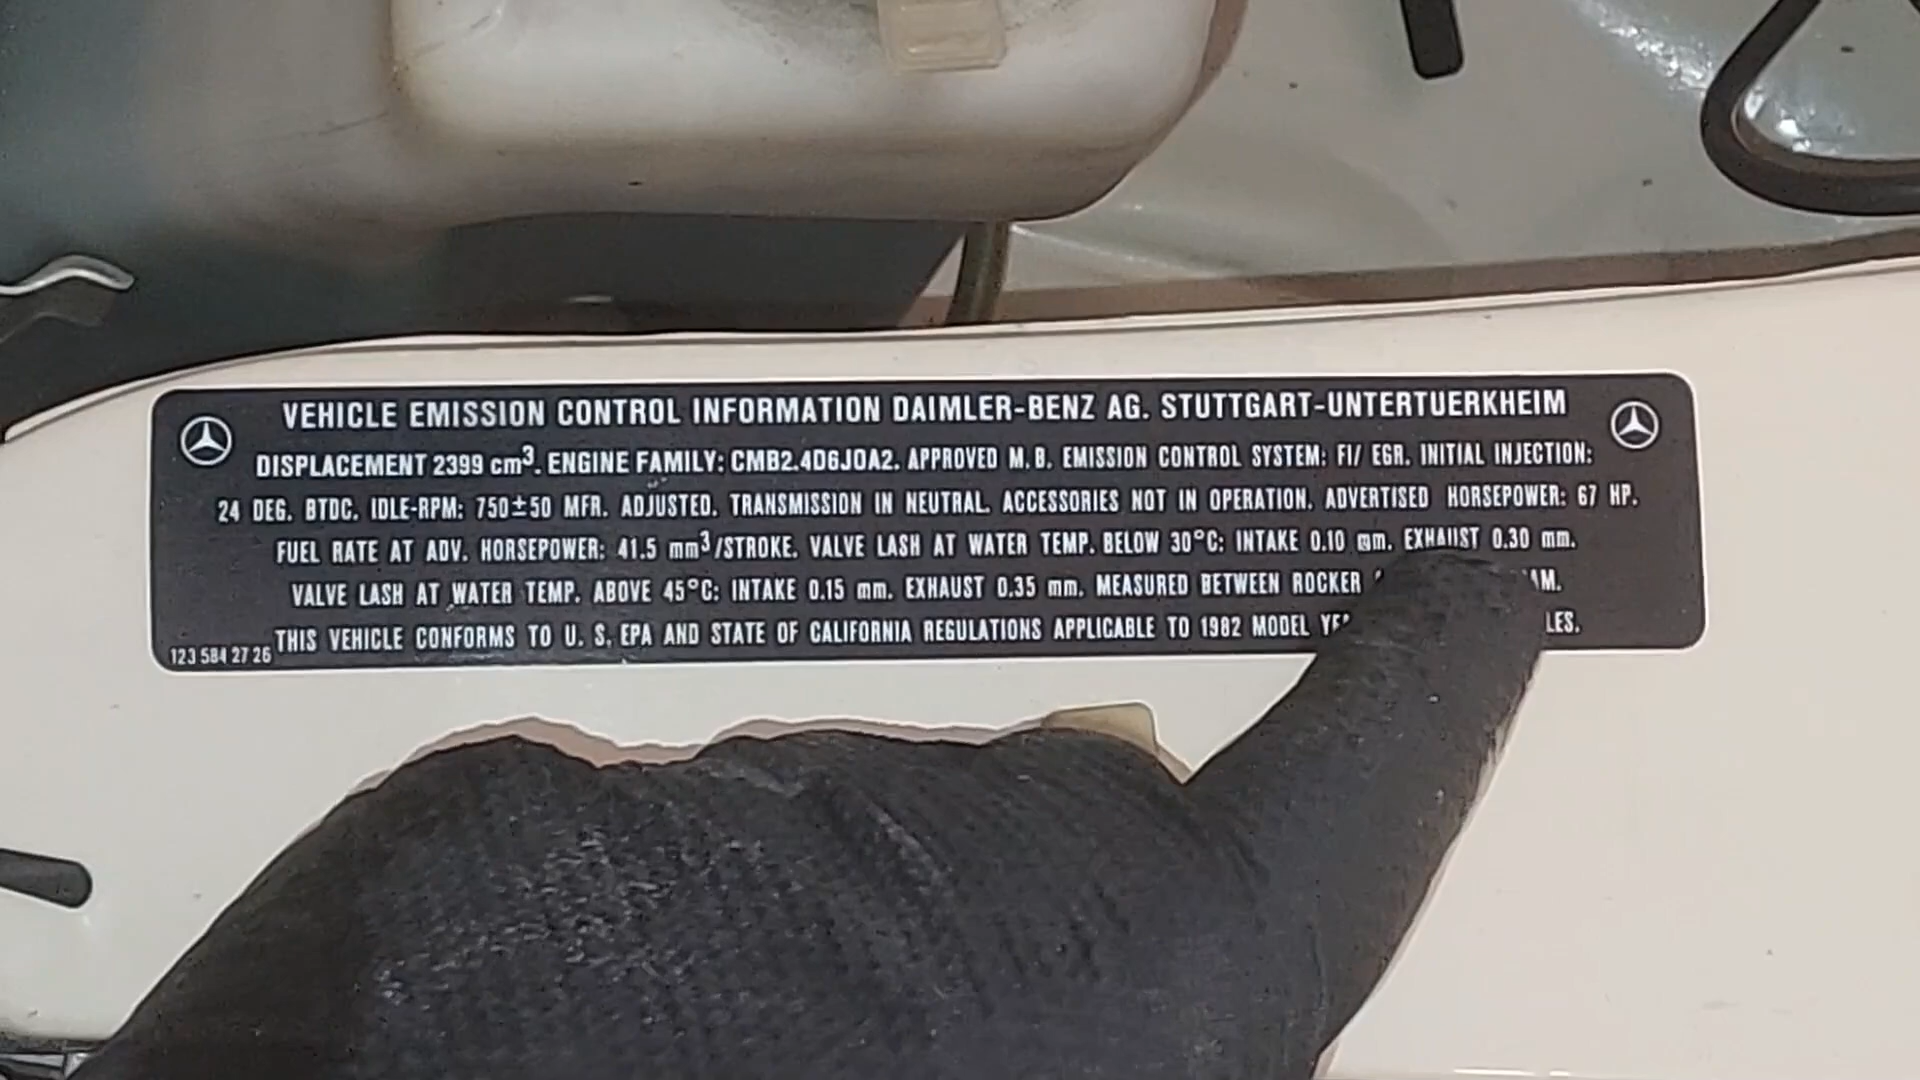 VEHICLE EMISSION CONTROL INFORMATION DAIMLER-BENZ AG. STUTTGART-UNTERTUERKHEIM
DISPLACEMENT 2399 cm³. ENGINE FAMILY: CMB2.4D6J0A2. APPROVED M.B. EMISSION CONTROL SYSTEM: FI/ EGR. INITIAL INJECTION:
24 DEG. BTDC. IDLE-RPM: 750±50 MFR. ADJUSTED. TRANSMISSION IN NEUTRAL. ACCESSORIES NOT IN OPERATION. ADVERTISED HORSEPOWER: 67 HP.
FUEL RATE AT ADV. HORSEPOWER: 41.5 mm³/STROKE. VALVE LASH AT WATER TEMP. BELOW 30°C: INTAKE 0.10 mm. EXHAUST 0.30 mm.
VALVE LASH AT WATER TEMP. ABOVE 45°C: INTAKE 0.15 mm. EXHAUST 0.35 mm. MEASURED BETWEEN ROCKER
THIS VEHICLE CONFORMS TO U. S. EPA AND STATE OF CALIFORNIA REGULATIONS APPLICABLE TO 1982 MODEL
123 584 27 26